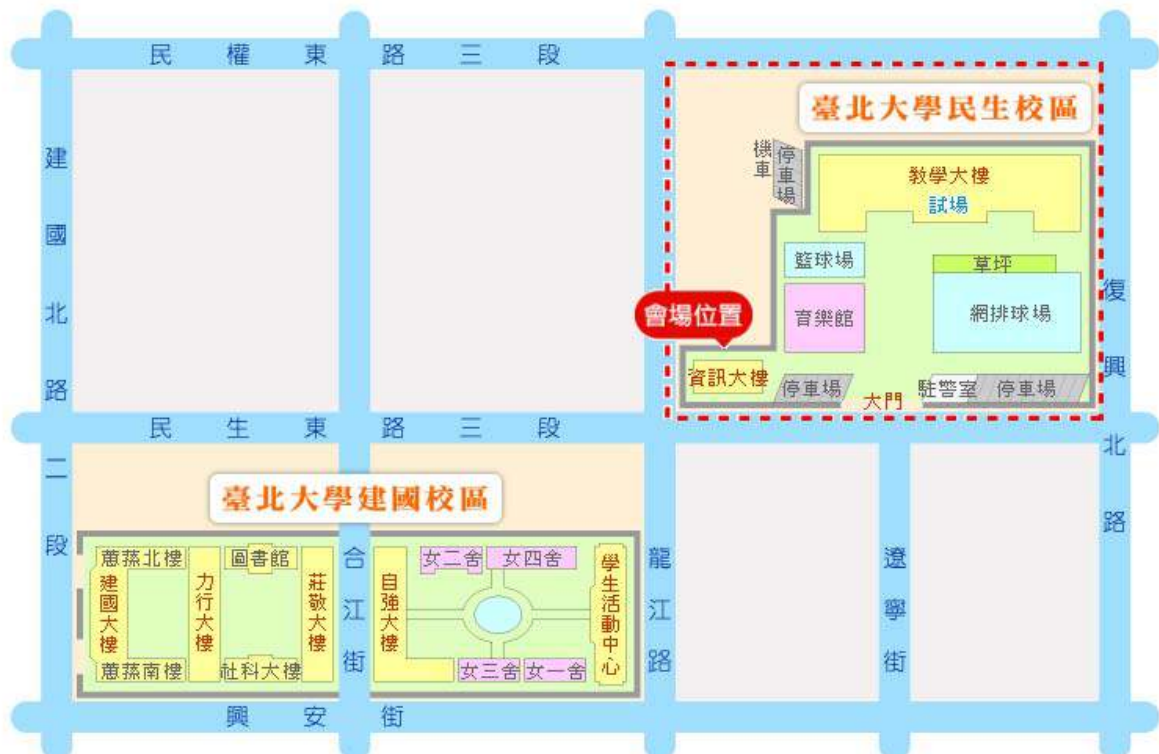 民權東路三段
臺北大學民生校區
建國北路二段
機車
停車場
教學大樓
試場
籃球場
草坪
復興北路
會場位置
育樂館
網排球場
資訊大樓
停車場
大門
駐警室
停車場
民生東路三段
臺北大學建國校區
蕙蓀北樓
圖書館
女二舍
女四舍
建國大樓
力行大樓
莊敬大樓
合江街
自強大樓
學生活動中心
龍江路
遼寧街
蕙蓀南樓
社科大樓
女三舍
女一舍
興安街